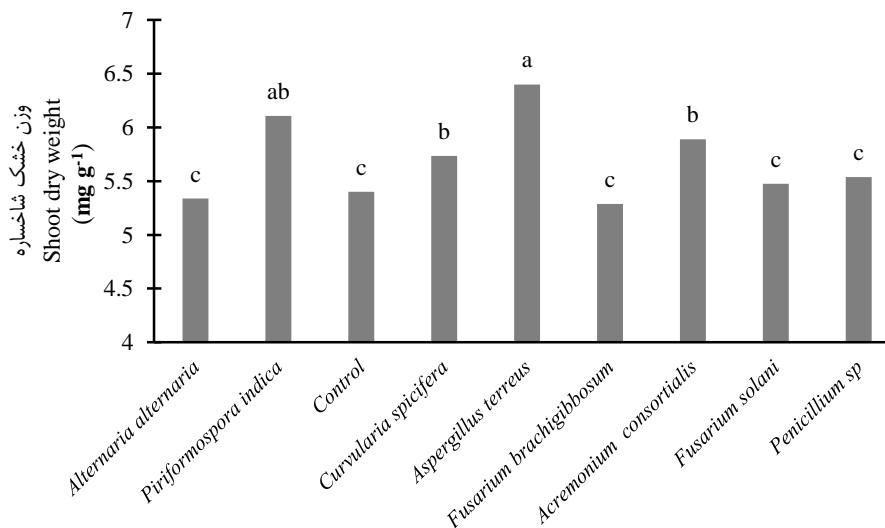 وزن خشک شاخساره
Shoot dry weight
(mg g-1)
7
6.5
6
5.5
5
4.5
4
c
ab
c
b
a
c
b
c
c
Alternaria alternaria
Piriformospora indica
Control
Curvularia spicifera
Aspergillus terreus
Fusarium brachigibbosum
Acremonium consortialis
Fusarium solani
Penicillium sp